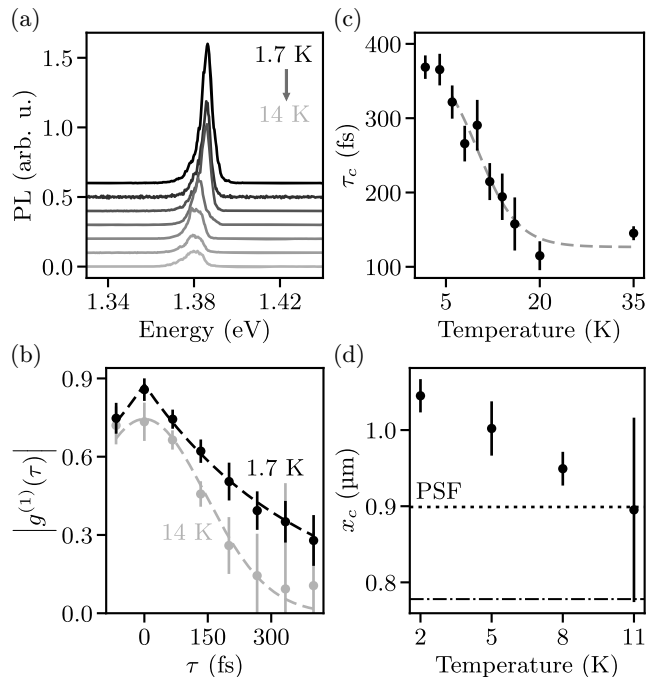 (a)
PL (arb. u.)
1.5
1.0
0.5
0.0
1.7 K
14 K
1.34
1.38
1.42
Energy (eV)
(c)
τc (fs)
400
300
200
100
5
20
35
Temperature (K)
(b)
|g(1)(τ)|
0.9
0.6
0.3
0.0
1.7 K
14 K
0
150
300
τ (fs)
(d)
xc (µm)
1.0
0.9
0.8
PSF
2
5
8
11
Temperature (K)